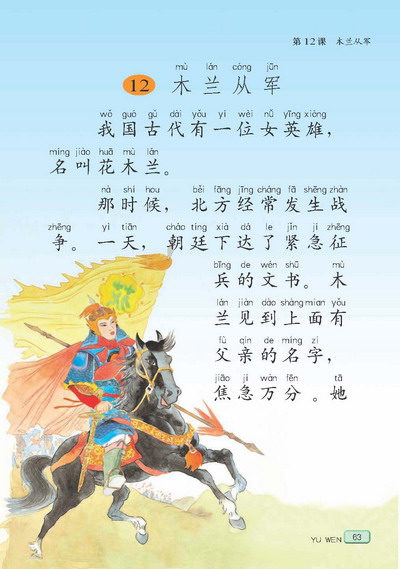 第12课 木兰从军
mù lán cóng jūn
12 木兰从军
wǒ guó gǔ dài yǒu yí wèi nǚ yīng xióng
我国古代有一位女英雄，
míng jiào huā mù lán
名叫花木兰。
nà shí hou běi fāng jīng cháng fā shēng zhàn
那时候，北方经常发生战
zhēng yì tiān cháo tíng xià dá le jǐn jí zhēng
争。一天，朝廷下达了紧急征
bīng de wén shū mù
兵的文书。木
lán jiàn dào shàng mian yǒu
兰见到上面有
fù qīn de míng zi
父亲的名字，
jiāo jí wàn fēn tā
焦急万分。她
YU WEN 63